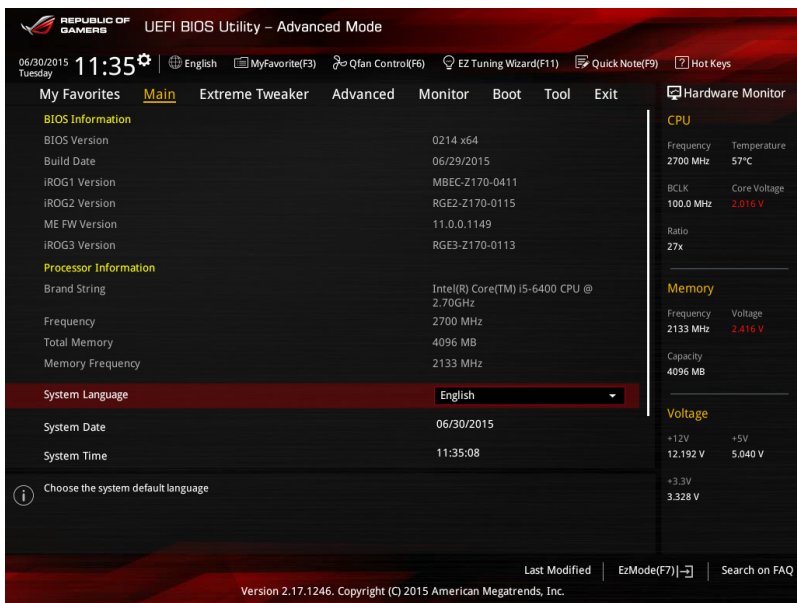 REPUBLIC OF
GAMERS
UEFI BIOS Utility – Advanced Mode
06/30/2015
Tuesday
11:35
English
MyFavorite(F3)
Qfan Control(F6)
EZ Tuning Wizard(F11)
Quick Note(F9)
? Hot Keys
My Favorites Main Extreme Tweaker Advanced Monitor Boot Tool Exit
Hardware Monitor
BIOS Information
BIOS Version 0214 x64
Build Date 06/29/2015
iROG1 Version MBEC-Z170-0411
iROG2 Version RGE2-Z170-0115
ME FW Version 11.0.0.1149
iROG3 Version RGE3-Z170-0113
Processor Information
Brand String Intel(R) Core(TM) i5-6400 CPU @
2.70GHz
Frequency 2700 MHz
Total Memory 4096 MB
Memory Frequency 2133 MHz
System Language English
System Date 06/30/2015
System Time 11:35:08
Choose the system default language
CPU
Frequency Temperature
2700 MHz 57°C
BCLK Core Voltage
100.0 MHz 2.016 V
Ratio
27x
Memory
Frequency Voltage
2133 MHz 2.416 V
Capacity
4096 MB
Voltage
+12V +5V
12.192 V 5.040 V
+3.3V
3.328 V
Last Modified
EzMode(F7)
Search on FAQ
Version 2.17.1246. Copyright (C) 2015 American Megatrends, Inc.